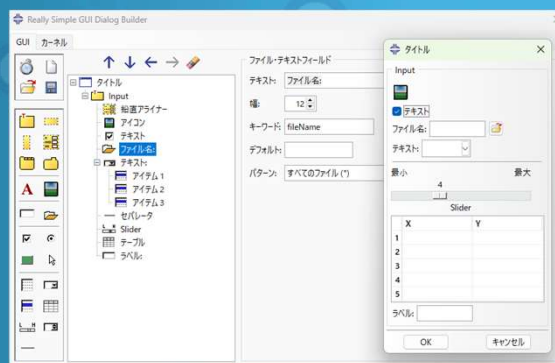 Really Simple GUI Dialog Builder
GUI
カーネル
タイトル
Input
鉛直アライナー
アイコン
テキスト
ファイル名:
テキスト:
アイテム 1
アイテム 2
アイテム 3
セパレータ
Slider
テーブル
ラベル:
ファイル・テキストフィールド
テキスト: ファイル名:
幅: 12
キーワード: fileName
デフォルト:
パターン: すべてのファイル (*)
タイトル
Input
テキスト
ファイル名:
テキスト:
最小 最大
4
Slider
X Y
1
2
3
4
5
ラベル:
OK キャンセル